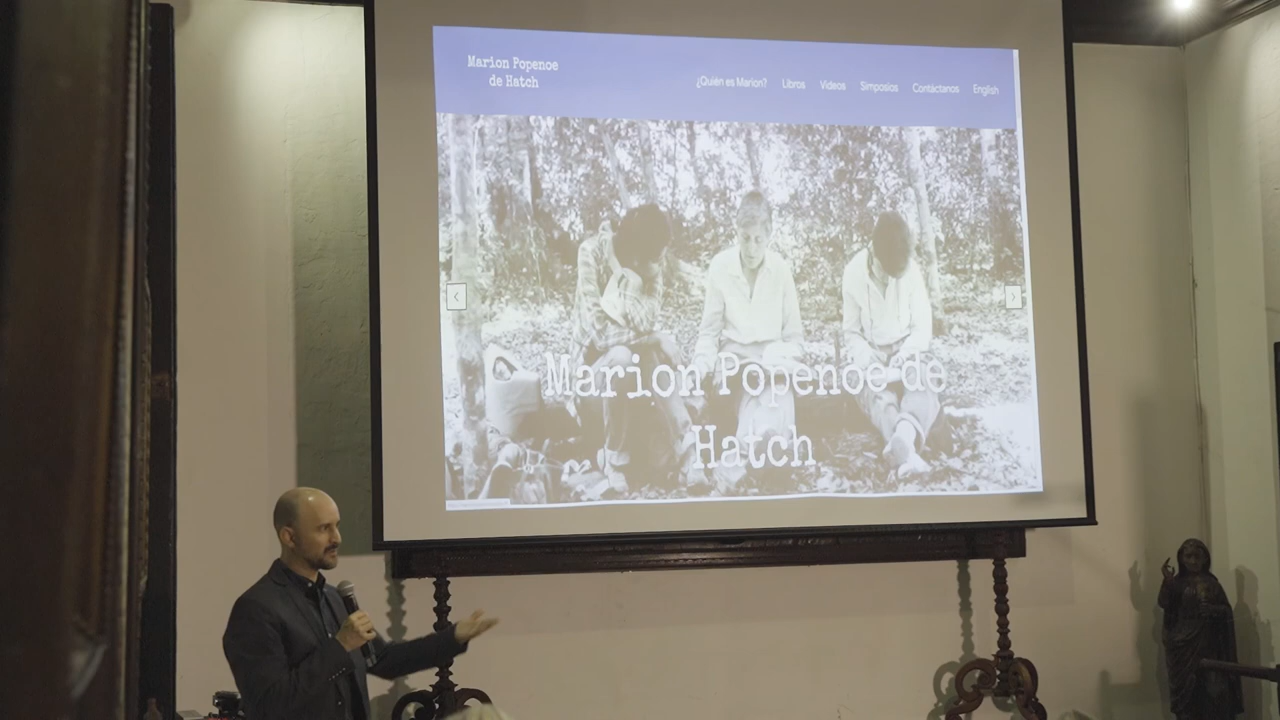 Marion Popenoe
de Hatch
¿Quién es Marion? Libros Videos Simposios Contáctanos English
Marion Popenoe de
Hatch